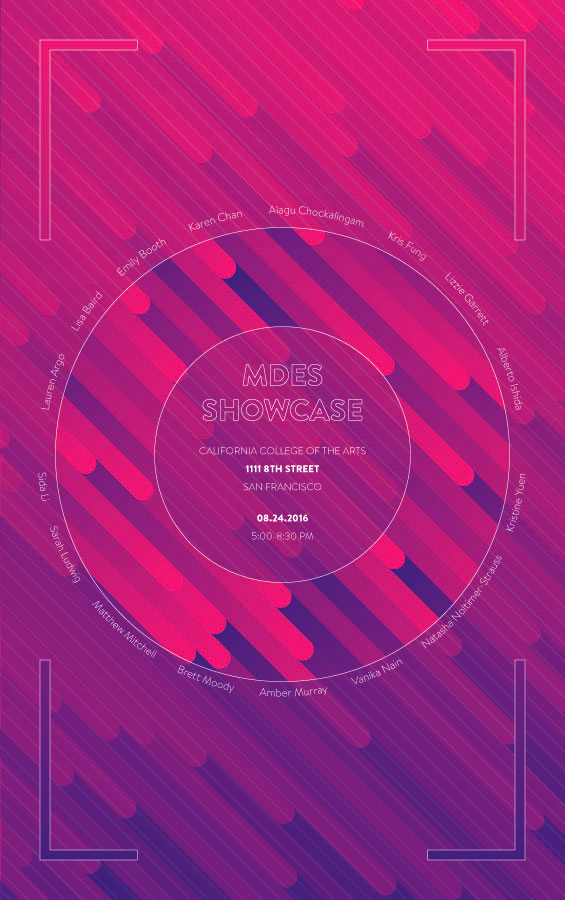 MDES
SHOWCASE
CALIFORNIA COLLEGE OF THE ARTS
1111 8TH STREET
SAN FRANCISCO
08.24.2016
5:00-8:30 PM
Alagu Chockalingam
Kris Fung
Lizzie Garrett
Alberto Ishida
Kristine Yuen
Natasha Noltimer-Strauss
Vanika Nain
Amber Murray
Brett Moody
Matthew Mitchell
Sarah Ludwig
Sida Li
Lauren Argo
Lisa Baird
Emily Booth
Karen Chan